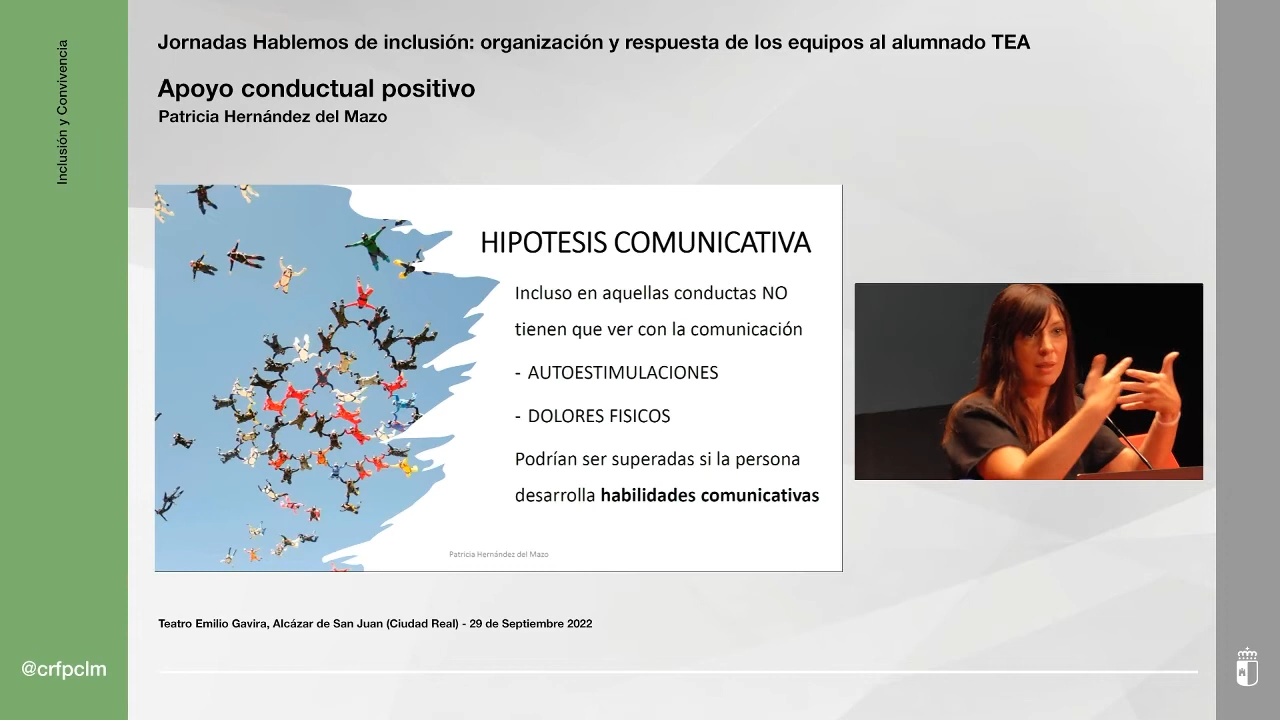 Inclusión y Convivencia
Jornadas Hablemos de inclusión: organización y respuesta de los equipos al alumnado TEA
Apoyo conductual positivo
Patricia Hernández del Mazo
HIPOTESIS COMUNICATIVA
Incluso en aquellas conductas NO
tienen que ver con la comunicación
- AUTOESTIMULACIONES
- DOLORES FISICOS
Podrían ser superadas si la persona
desarrolla habilidades comunicativas
Patricia Hernández del Mazo
Teatro Emilio Gavira, Alcázar de San Juan (Ciudad Real) - 29 de Septiembre 2022
@crfpclm